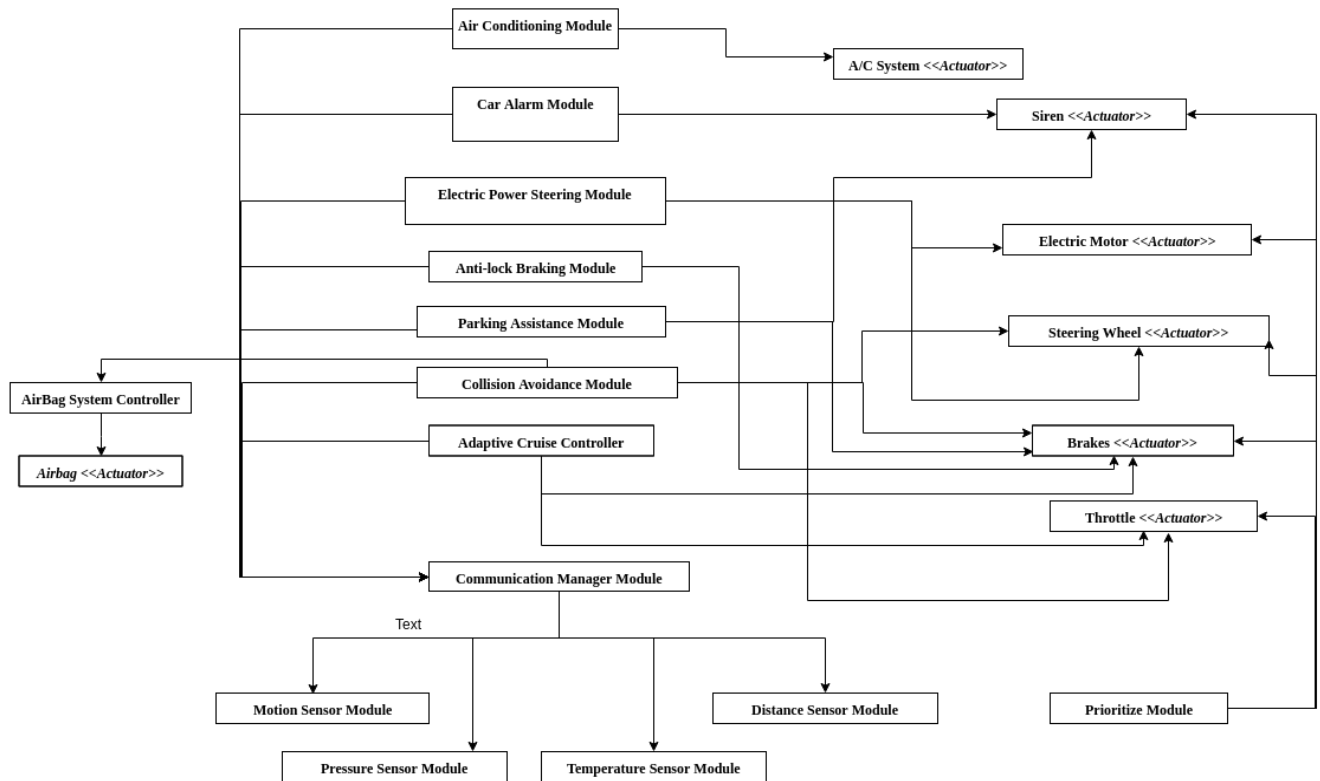 Air Conditioning Module
A/C System <<Actuator>>
Car Alarm Module
Siren <<Actuator>>
Electric Power Steering Module
Electric Motor <<Actuator>>
Anti-lock Braking Module
Parking Assistance Module
Steering Wheel <<Actuator>>
Collision Avoidance Module
AirBag System Controller
Adaptive Cruise Controller
Brakes <<Actuator>>
Airbag <<Actuator>>
Throttle <<Actuator>>
Communication Manager Module
Text
Motion Sensor Module
Distance Sensor Module
Prioritize Module
Pressure Sensor Module
Temperature Sensor Module